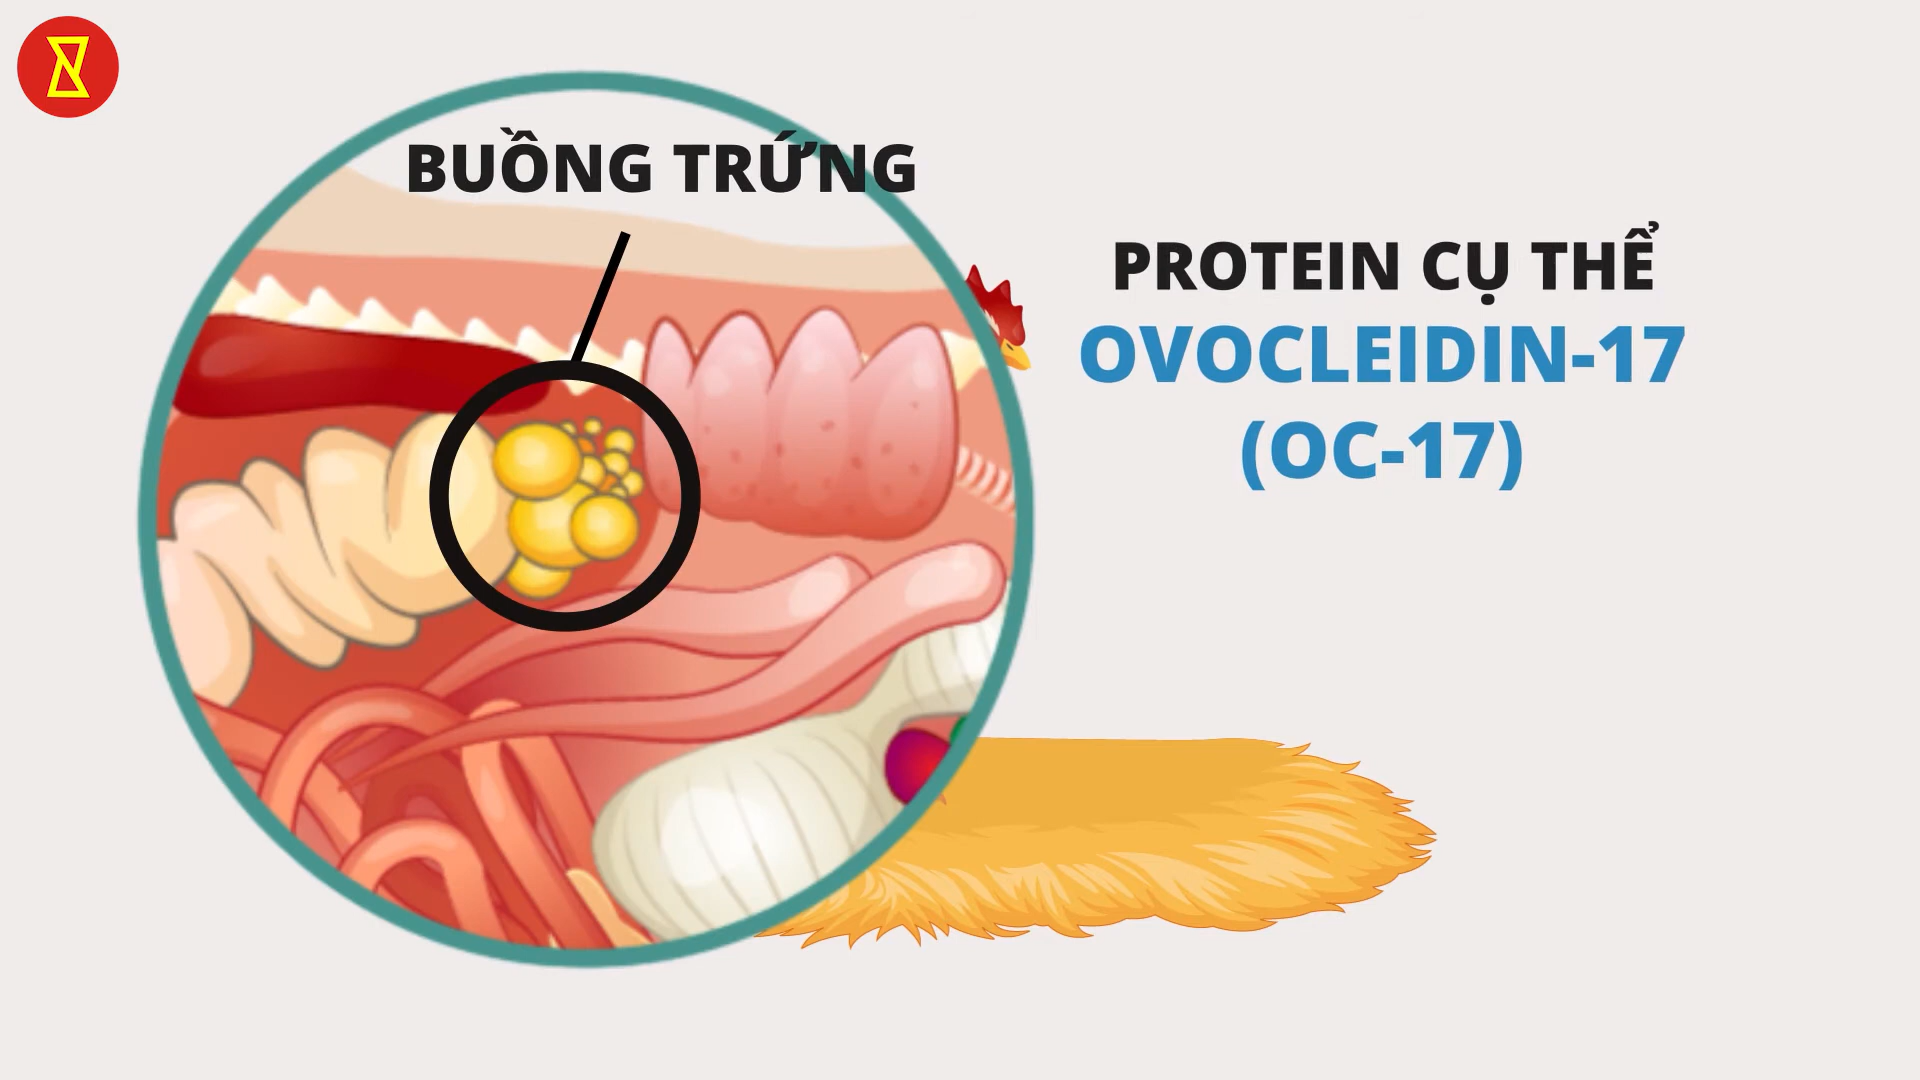 BUỒNG TRỨNG
PROTEIN CỤ THỂ
OVOCLEIDIN-17
(OC-17)